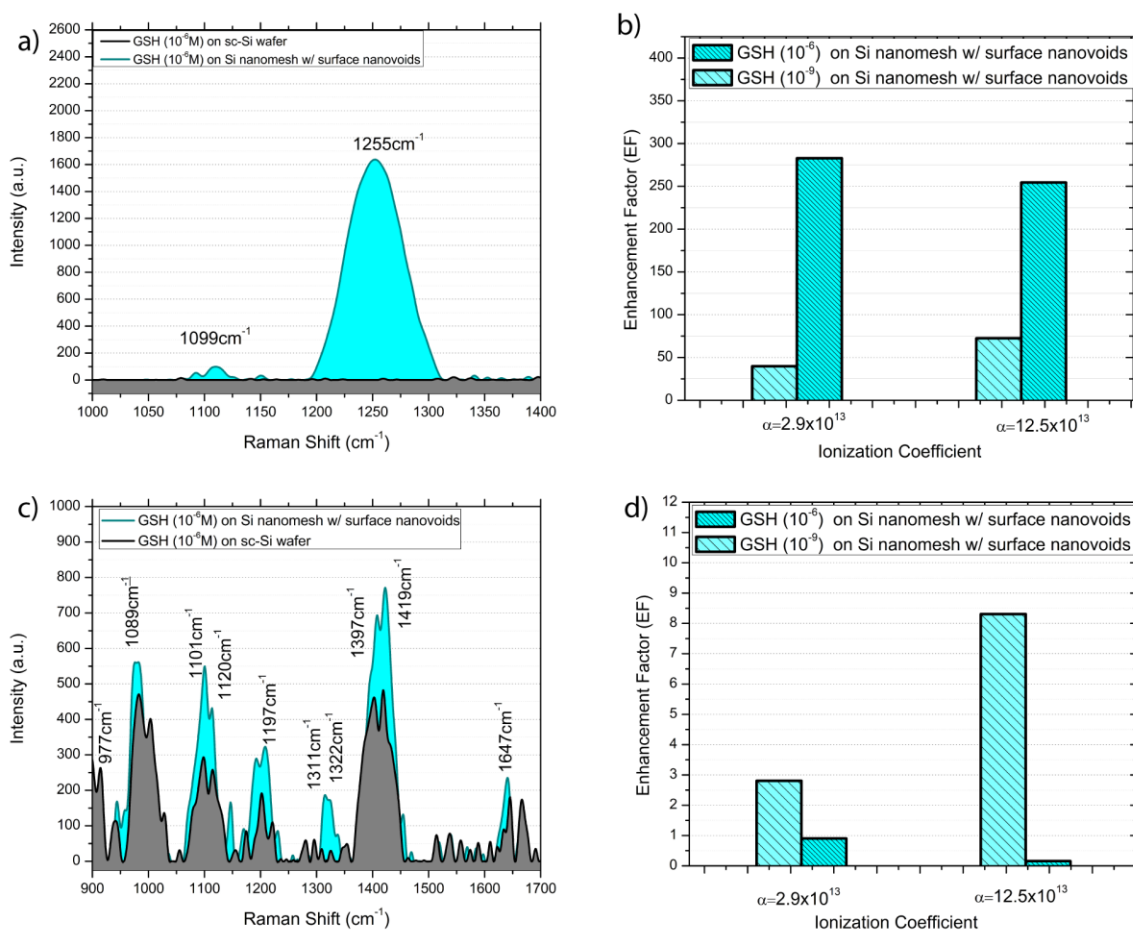 a)
GSH (10⁻⁶M) on sc-Si wafer
GSH (10⁻⁶M) on Si nanomesh w/ surface nanovoids
2600
2400
2200
2000
1800
1600
1400
1200
1000
800
600
400
200
0
Intensity (a.u.)
1255cm⁻¹
1099cm⁻¹
1000 1050 1100 1150 1200 1250 1300 1350 1400
Raman Shift (cm⁻¹)
b)
GSH (10⁻⁶) on Si nanomesh w/ surface nanovoids
GSH (10⁻⁹) on Si nanomesh w/ surface nanovoids
400
350
300
250
200
150
100
50
0
Enhancement Factor (EF)
α=2.9x10¹³ α=12.5x10¹³
Ionization Coefficient
c)
GSH (10⁻⁶M) on Si nanomesh w/ surface nanovoids
GSH (10⁻⁶M) on sc-Si wafer
1000
900
800
700
600
500
400
300
200
100
0
Intensity (a.u.)
977cm⁻¹
1089cm⁻¹
1101cm⁻¹
1120cm⁻¹
1197cm⁻¹
1311cm⁻¹
1322cm⁻¹
1397cm⁻¹
1419cm⁻¹
1647cm⁻¹
900 1000 1100 1200 1300 1400 1500 1600 1700
Raman Shift (cm⁻¹)
d)
GSH (10⁻⁶) on Si nanomesh w/ surface nanovoids
GSH (10⁻⁹) on Si nanomesh w/ surface nanovoids
12
11
10
9
8
7
6
5
4
3
2
1
0
Enhancement Factor (EF)
α=2.9x10¹³ α=12.5x10¹³
Ionization Coefficient